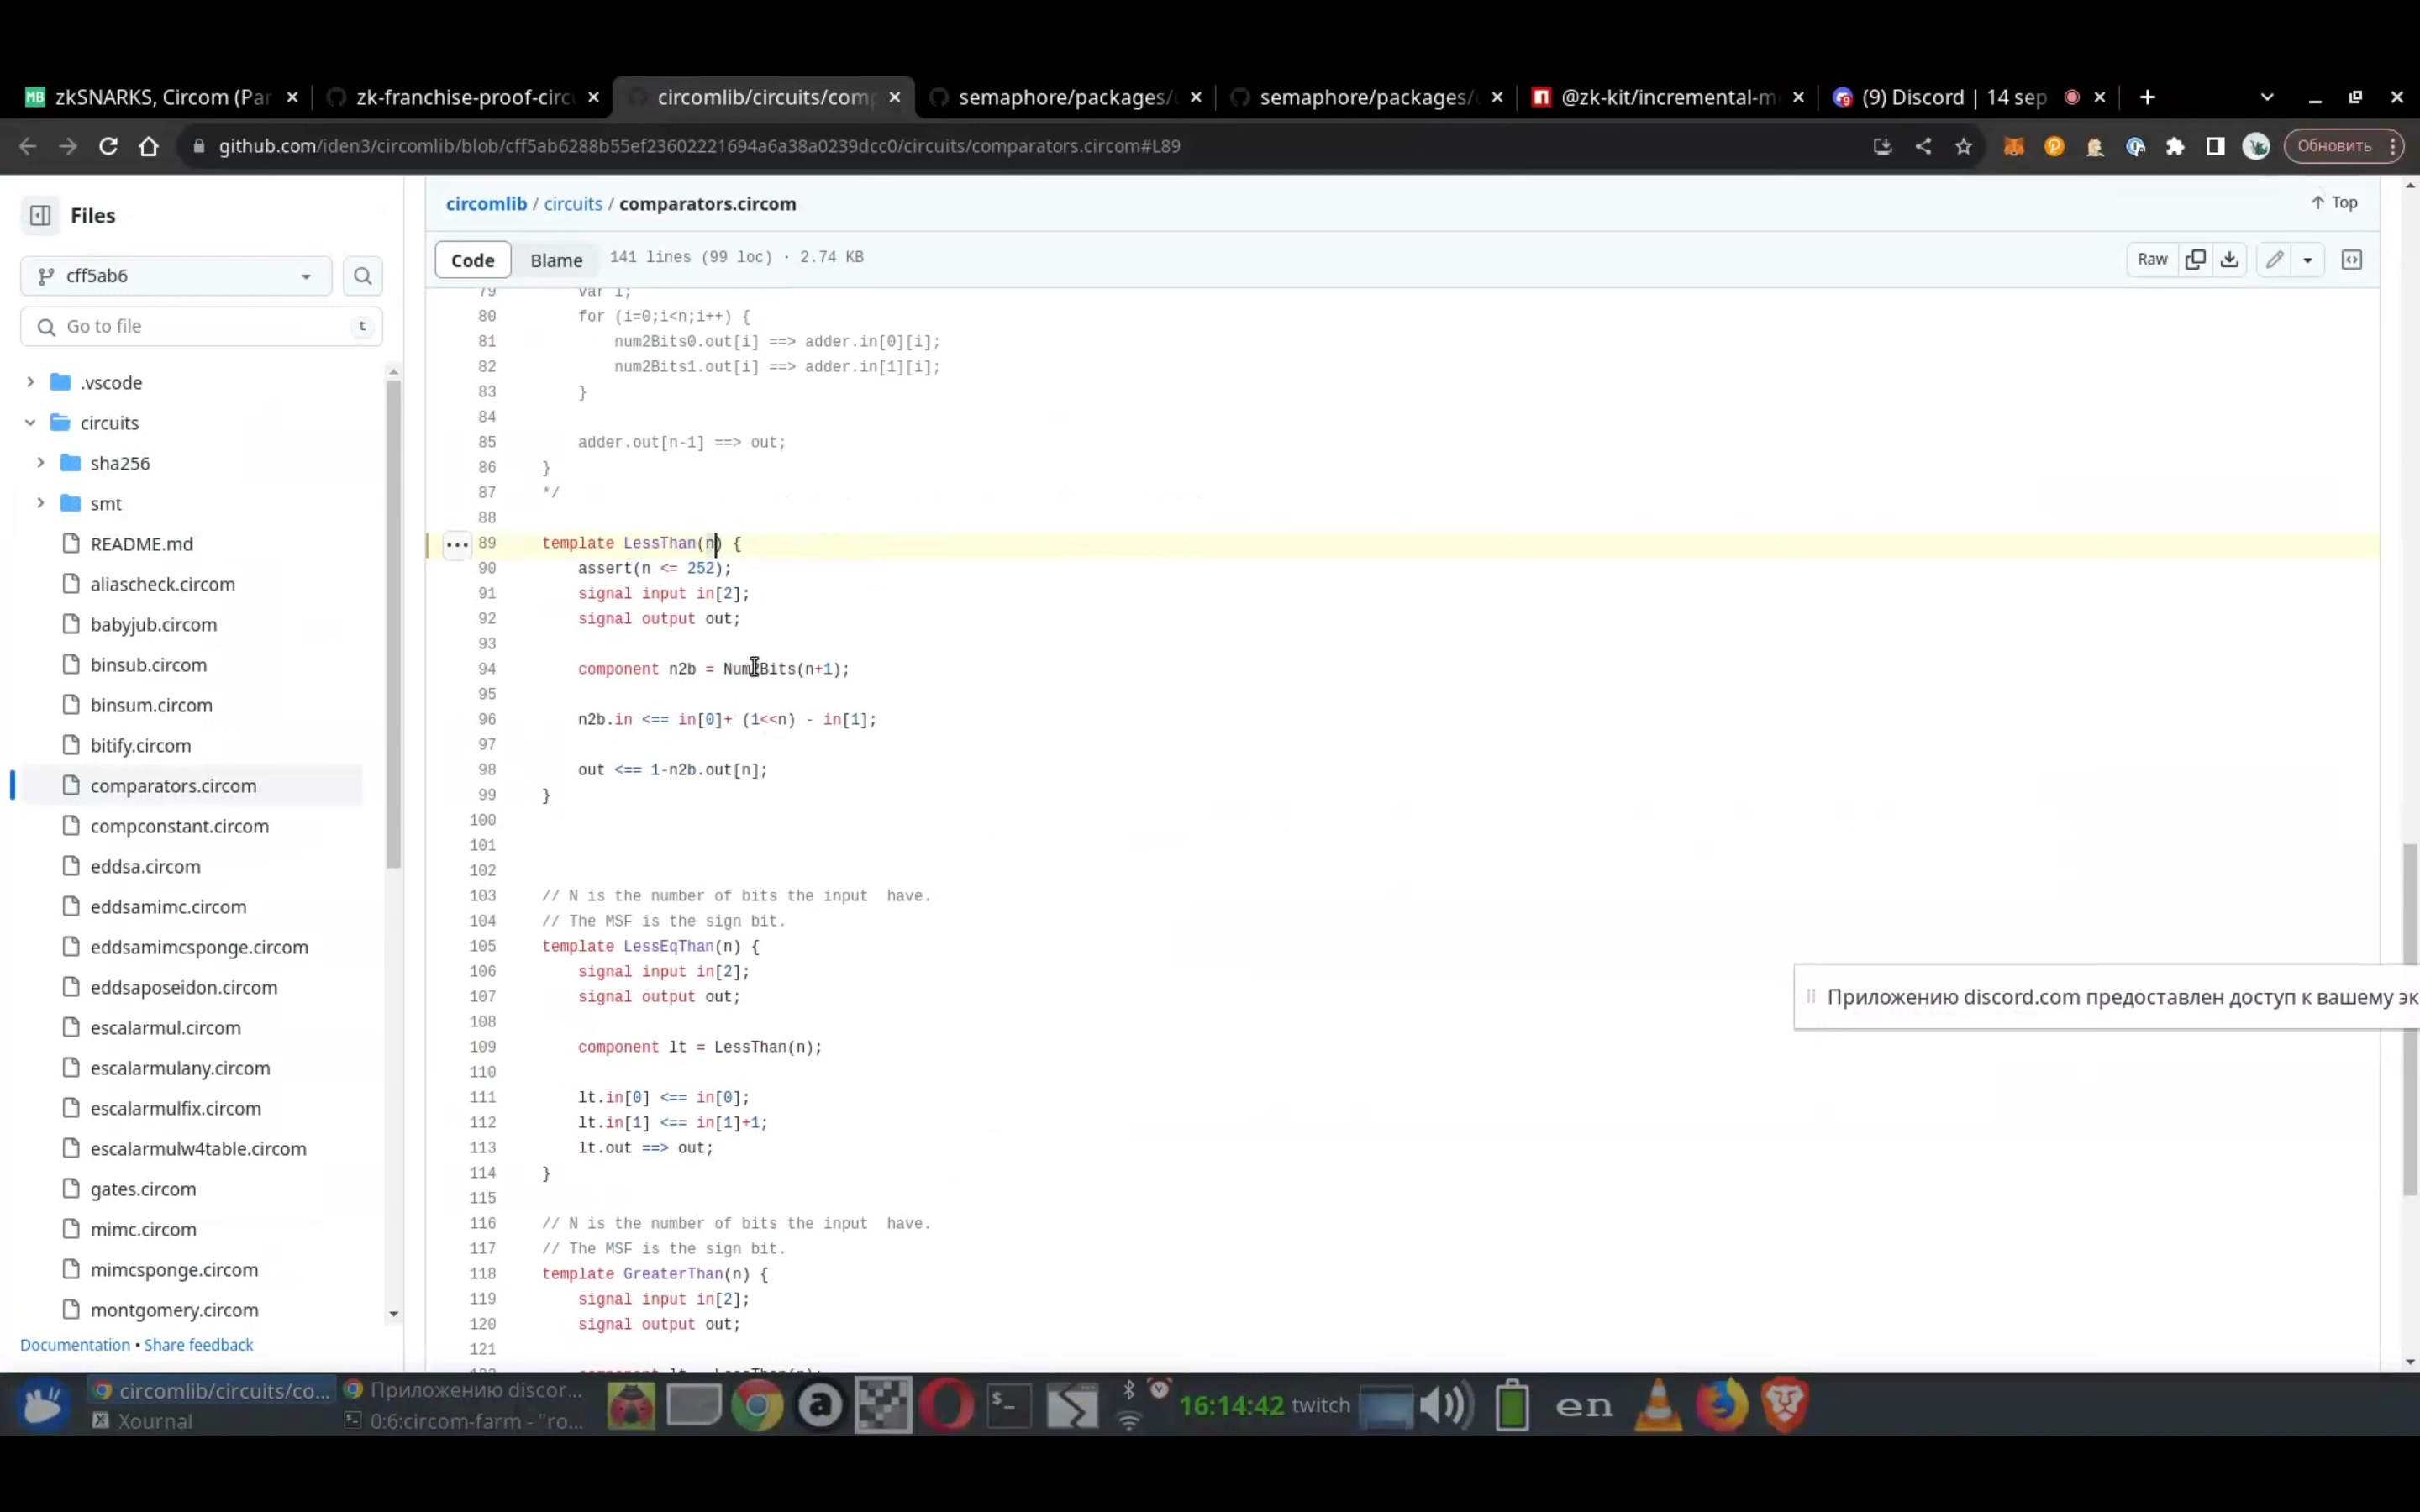 zkSNARKS, Circom (Par
zk-franchise-proof-circu
circomlib/circuits/comp
semaphore/packages/c
semaphore/packages/c
@zk-kit/incremental-me
(9) Discord | 14 sep
github.com/iden3/circomlib/blob/cff5ab6288b55ef23602221694a6a38a0239dcc0/circuits/comparators.circom#L89
Обновить
Files
cff5ab6
Go to file
t
.vscode
circuits
sha256
smt
README.md
aliascheck.circom
babyjub.circom
binsub.circom
binsum.circom
bitify.circom
comparators.circom
compconstant.circom
eddsa.circom
eddsamimc.circom
eddsamimcsponge.circom
eddsaposeidon.circom
escalarmul.circom
escalarmulany.circom
escalarmulfix.circom
escalarmulw4table.circom
gates.circom
mimc.circom
mimcsponge.circom
montgomery.circom
Documentation • Share feedback
circomlib / circuits / comparators.circom
Top
Code
Blame
141 lines (99 loc) · 2.74 KB
Raw
79 var i;
80 for (i=0;i<n;i++) {
81 num2Bits0.out[i] ==> adder.in[0][i];
82 num2Bits1.out[i] ==> adder.in[1][i];
83 }
84
85 adder.out[n-1] ==> out;
86 }
87 */
88
89 template LessThan(n) {
90 assert(n <= 252);
91 signal input in[2];
92 signal output out;
93
94 component n2b = Num2Bits(n+1);
95
96 n2b.in <== in[0]+ (1<<n) - in[1];
97
98 out <== 1-n2b.out[n];
99 }
100
101
102
103 // N is the number of bits the input  have.
104 // The MSF is the sign bit.
105 template LessEqThan(n) {
106 signal input in[2];
107 signal output out;
108
109 component lt = LessThan(n);
110
111 lt.in[0] <== in[0];
112 lt.in[1] <== in[1]+1;
113 lt.out ==> out;
114 }
115
116 // N is the number of bits the input  have.
117 // The MSF is the sign bit.
118 template GreaterThan(n) {
119 signal input in[2];
120 signal output out;
121
Приложению discord.com предоставлен доступ к вашему эк
circomlib/circuits/co...
Xournal
Приложению discor...
0:6:circom-farm - "ro...
16:14:42
twitch
en